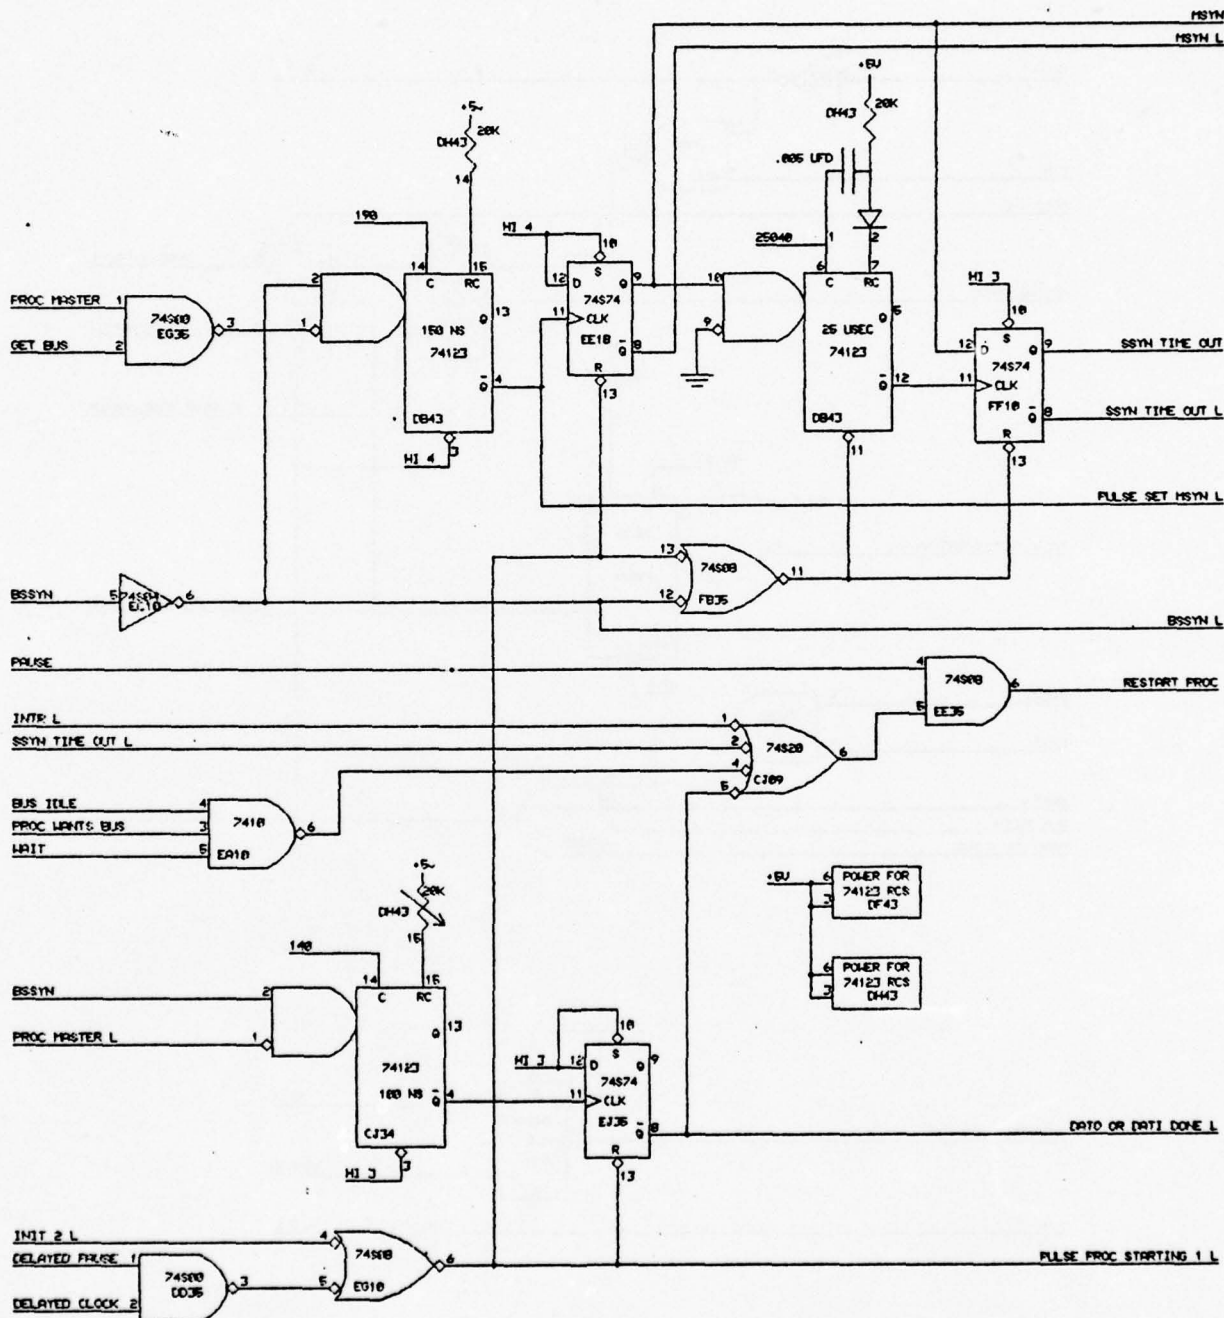 MSYN
MSYN L
+5V
20K
DH43
.005 UFD
1
2
25040
6
7
C
RC
+5~
20K
DH43
14
190
14
15
C
RC
HI 4
10
S
12
D
Q
9
74S74
11
CLK
EE18
Q
8
R
13
PROC MASTER
1
74S00
EG35
3
GET BUS
2
2
1
13
Q
150 NS
74123
4
Q
DB43
3
HI 4
10
9
5
Q
25 USEC
74123
12
Q
DB43
11
HI 3
10
S
12
D
Q
9
SSYN TIME OUT
74S74
11
CLK
FF10
Q
8
SSYN TIME OUT L
R
13
PULSE SET MSYN L
13
74S08
11
12
FB35
BSSYN
5
74S04
EC10
6
BSSYN L
PAUSE
4
74S08
6
RESTART PROC
5
EE35
INTR L
1
SSYN TIME OUT L
2
74S20
6
4
CJ09
5
BUS IDLE
4
PROC WANTS BUS
3
7410
6
WAIT
5
EA10
+5~
20K
DH43
15
140
14
15
C
RC
+5V
6
POWER FOR
3
74123 RCS
DF43
6
POWER FOR
3
74123 RCS
DH43
BSSYN
2
PROC MASTER L
1
13
Q
74123
100 NS
4
Q
CJ34
3
HI 3
10
S
HI 3
12
D
Q
9
74S74
11
CLK
EJ35
Q
8
DATO OR DATI DONE L
R
13
INIT 2 L
4
74S08
6
PULSE PROC STARTING 1 L
DELAYED PAUSE
1
74S00
DD35
3
5
EG10
DELAYED CLOCK
2